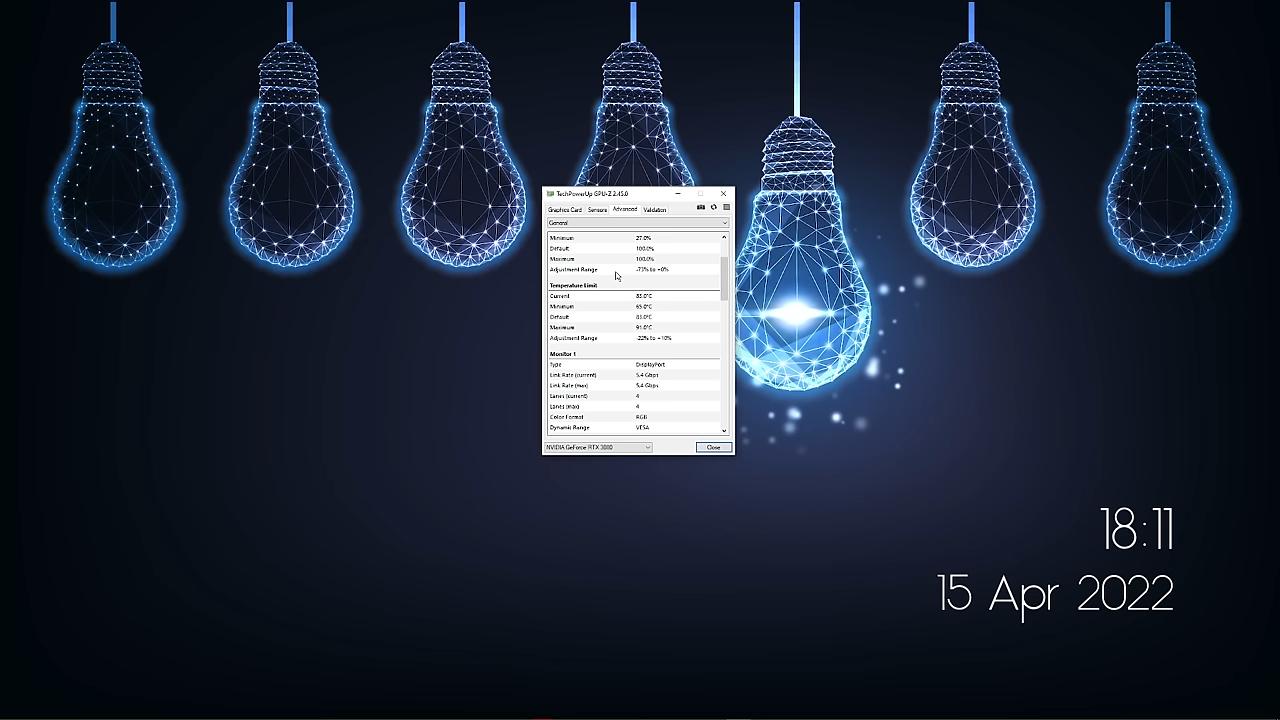 TechPowerUp GPU-Z 2.45.0
Graphics Card Sensors Advanced Validation
General
Minimum 27.0%
Default 100.0%
Maximum 100.0%
Adjustment Range -73% to +0%
Temperature Limit
Current 83.0°C
Minimum 65.0°C
Default 83.0°C
Maximum 91.0°C
Adjustment Range -22% to +10%
Monitor 1
Type DisplayPort
Link Rate (current) 5.4 Gbps
Link Rate (max) 5.4 Gbps
Lanes (current) 4
Lanes (max) 4
Color Format RGB
Dynamic Range VESA
NVIDIA GeForce RTX 3080 Close
18:11
15 Apr 2022